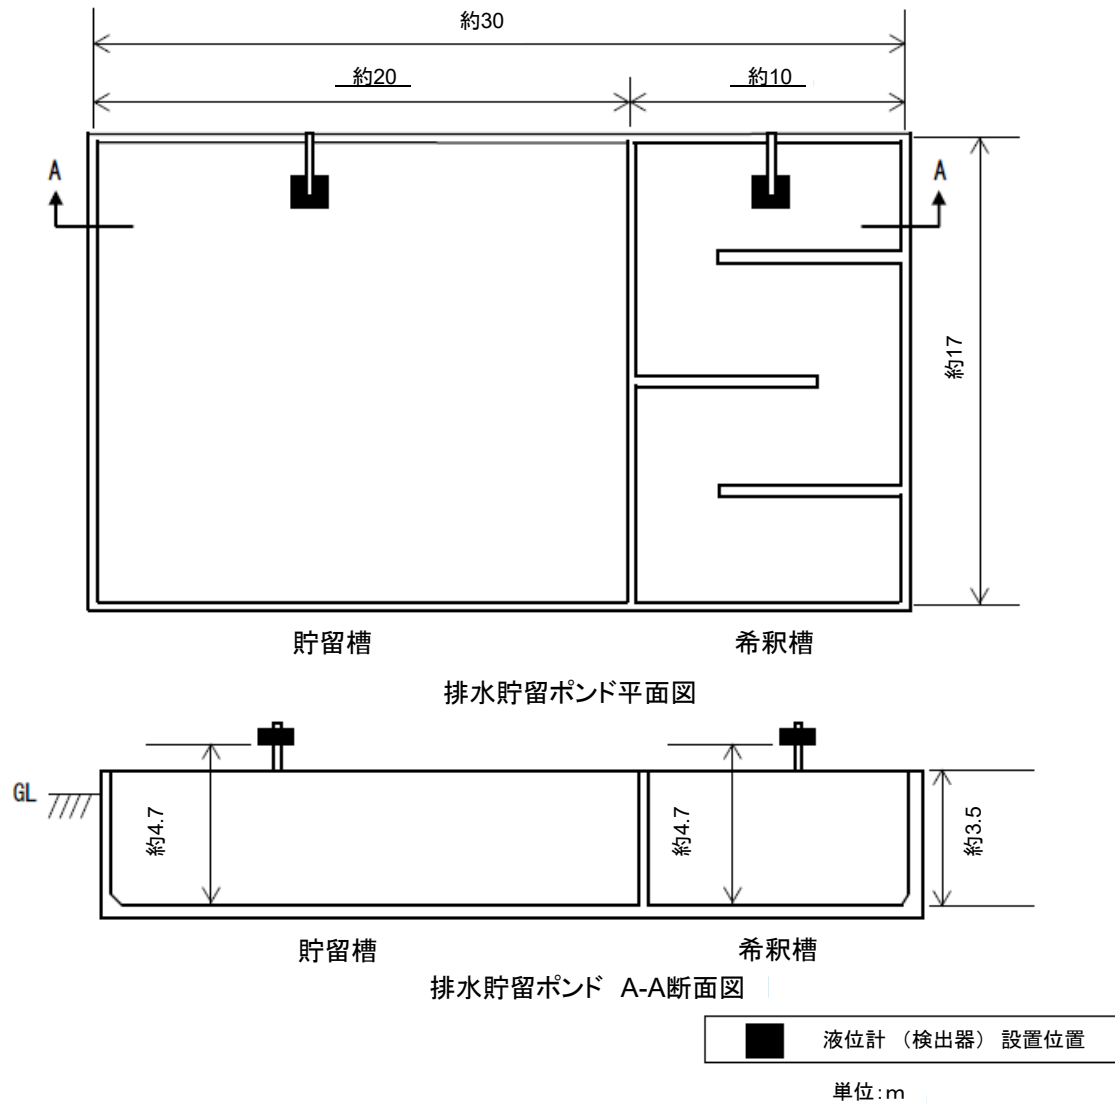 約30
約20
約10
A
A
約17
貯留槽
希釈槽
排水貯留ポンド平面図
GL
約4.7
約4.7
約3.5
貯留槽
希釈槽
排水貯留ポンド A-A断面図
液位計 （検出器） 設置位置
単位:m